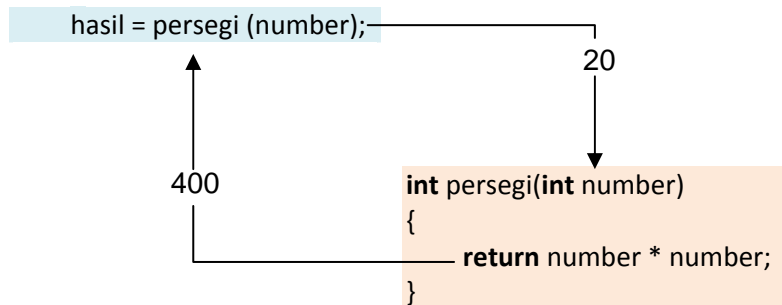 hasil = persegi (number);
20
400
int persegi(int number)
{
return number * number;
}